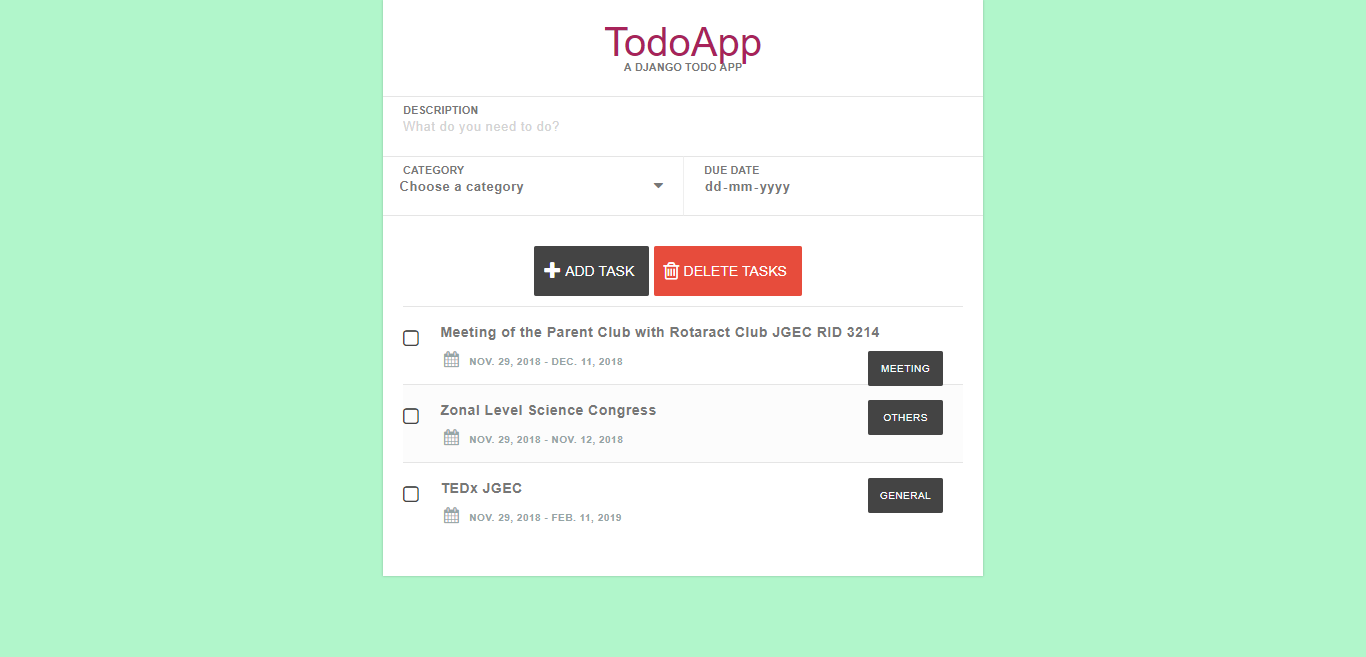 TodoApp
A DJANGO TODO APP
DESCRIPTION
What do you need to do?
CATEGORY
Choose a category
DUE DATE
dd-mm-yyyy
ADD TASK
DELETE TASKS
Meeting of the Parent Club with Rotaract Club JGEC RID 3214
NOV. 29, 2018 - DEC. 11, 2018
MEETING
Zonal Level Science Congress
OTHERS
NOV. 29, 2018 - NOV. 12, 2018
TEDx JGEC
GENERAL
NOV. 29, 2018 - FEB. 11, 2019